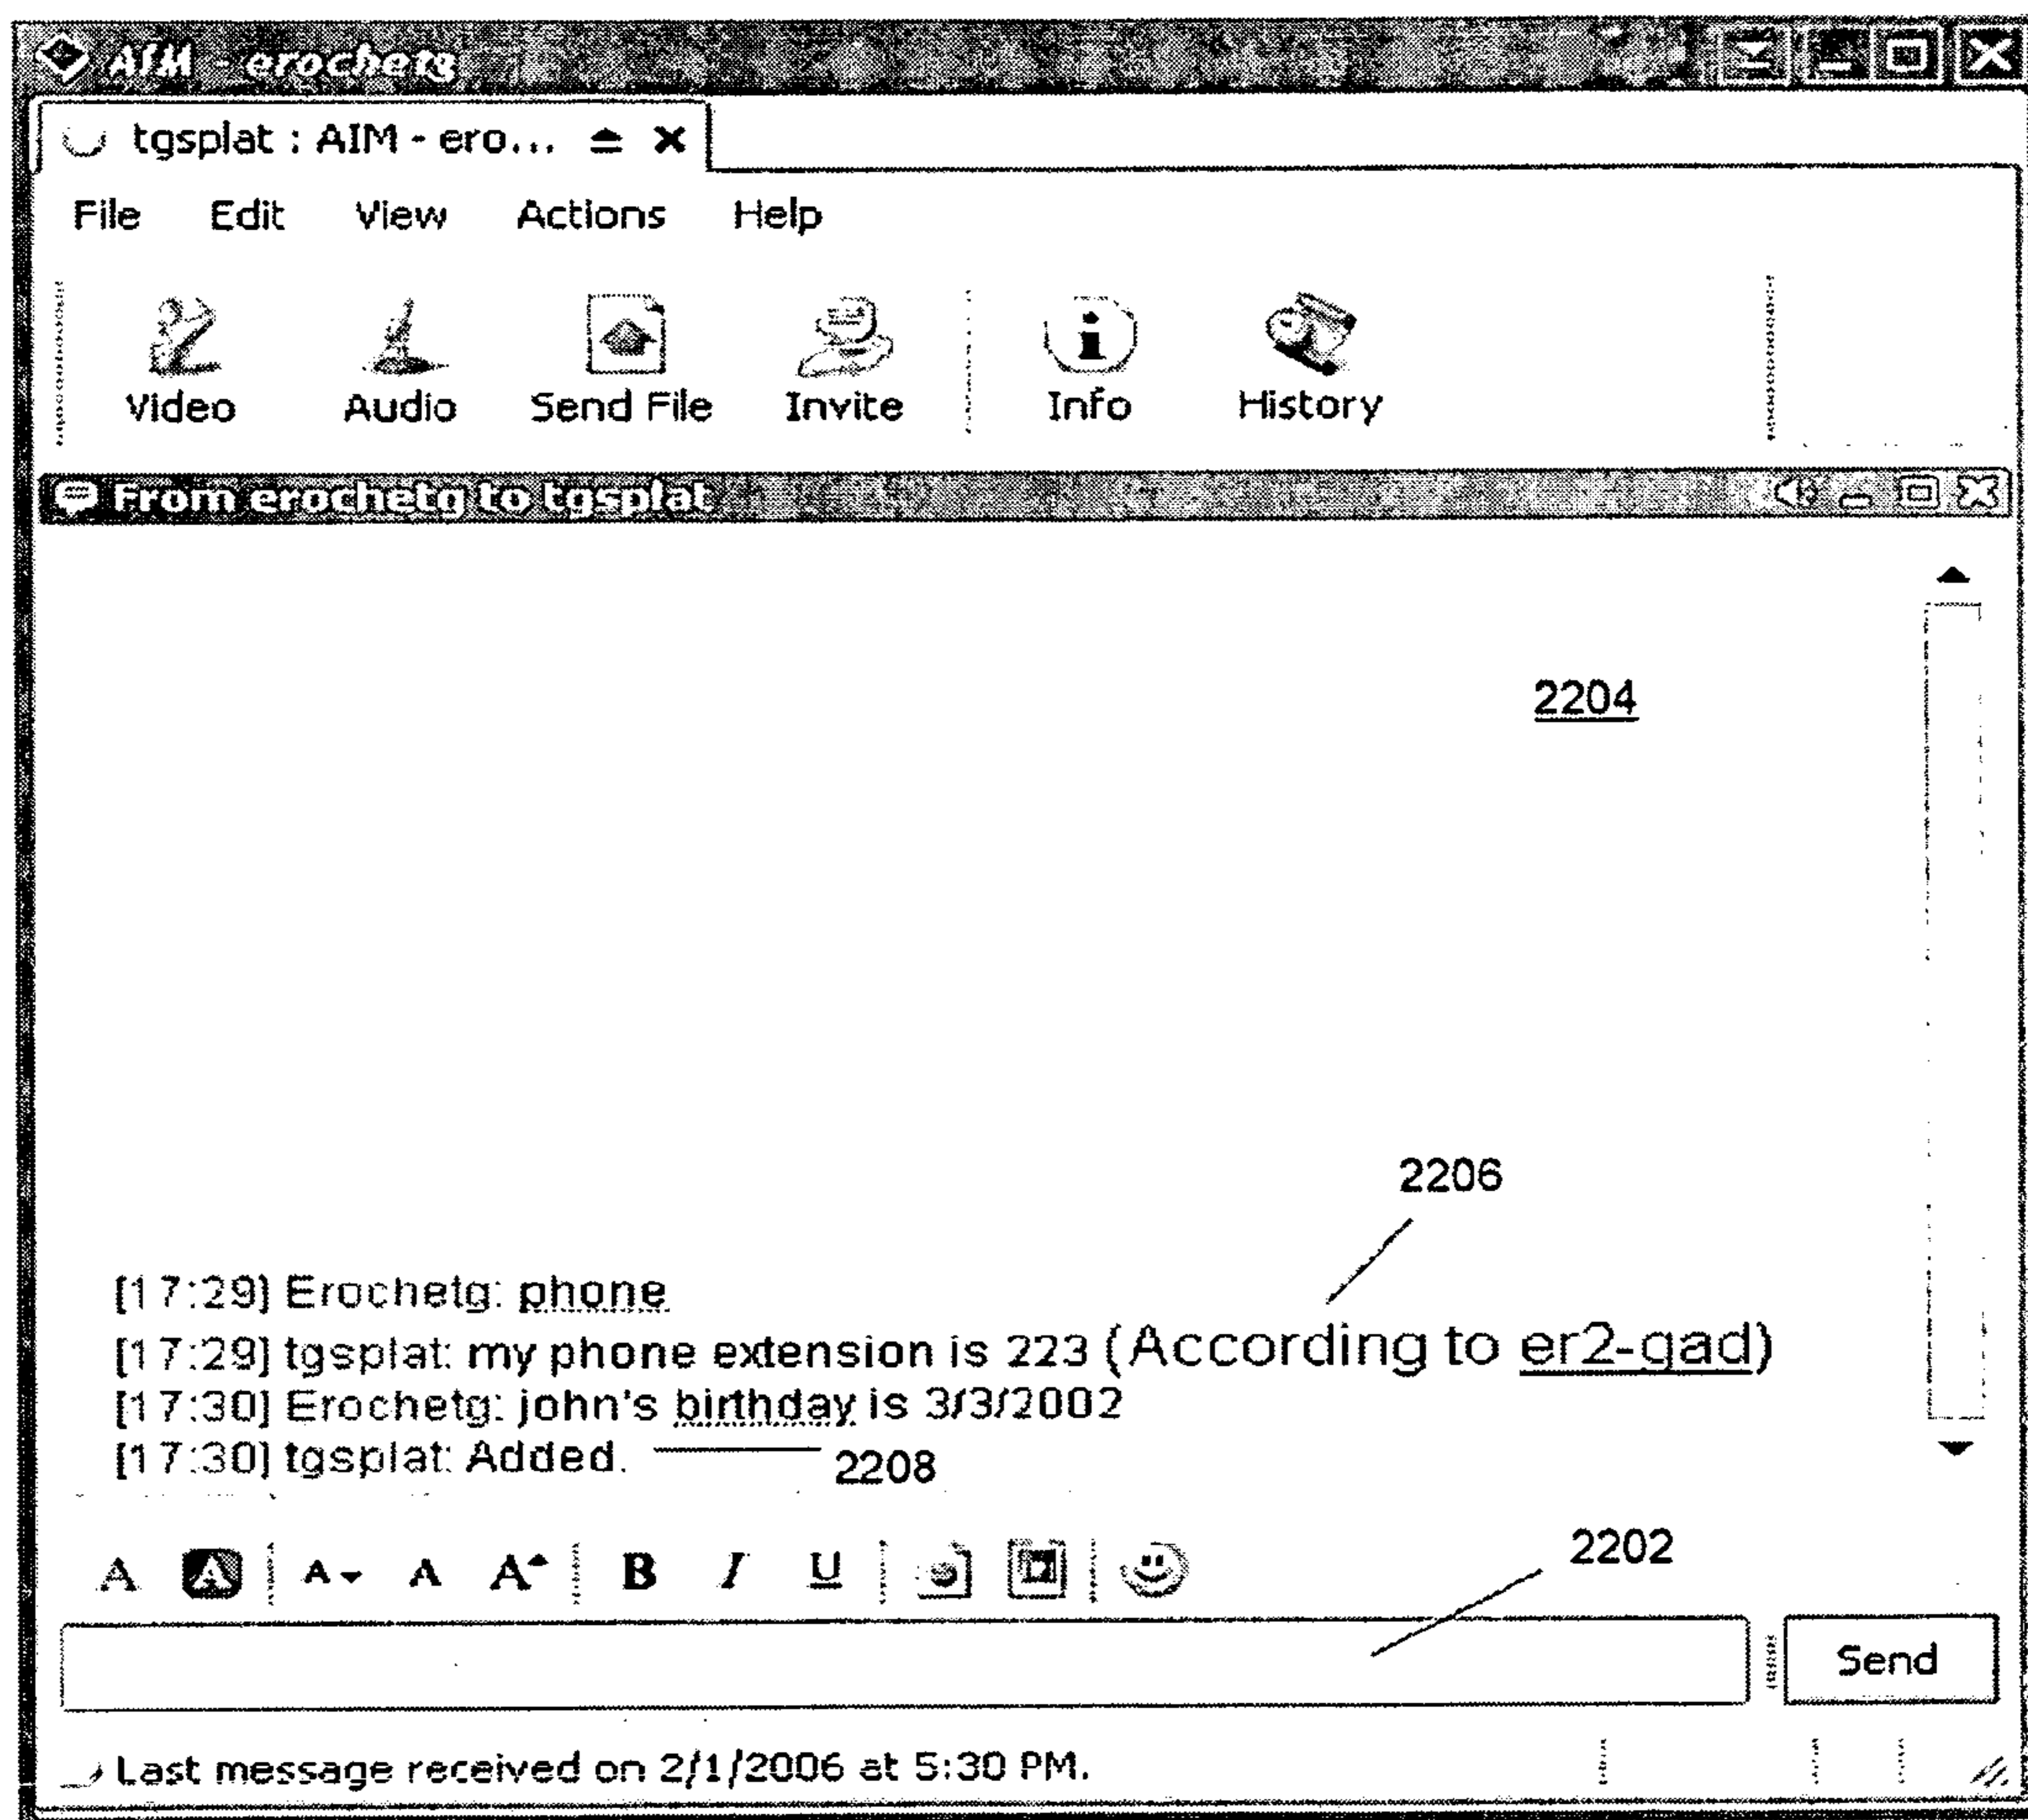 AIM - erochetg
tgsplat : AIM - ero...
File Edit View Actions Help
Video Audio Send File Invite Info History
From erochetg to tgsplat
2204
2206
[17:29] Erochetg: phone
[17:29] tgsplat: my phone extension is 223 (According to er2-gad)
[17:30] Erochetg: john's birthday is 3/3/2002
[17:30] tgsplat: Added.
2208
2202
A A A A A B I U
Send
Last message received on 2/1/2006 at 5:30 PM.